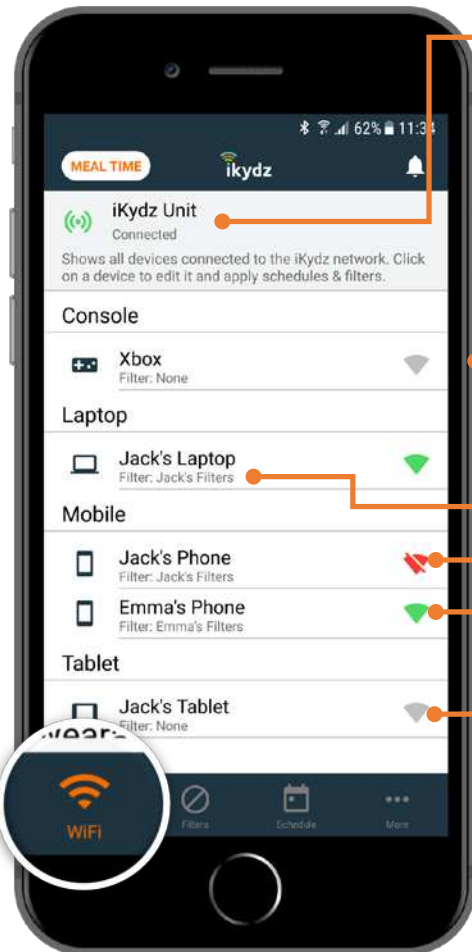 62% 11:34
MEAL TIME
ikydz
iKydz Unit
Connected
Shows all devices connected to the iKydz network. Click
on a device to edit it and apply schedules & filters.
Console
Xbox
Filter: None
Laptop
Jack's Laptop
Filter: Jack's Filters
Mobile
Jack's Phone
Filter: Jack's Filters
Emma's Phone
Filter: Emma's Filters
Tablet
Jack's Tablet
Filter: None
WiFi
Filters
Schedule
More